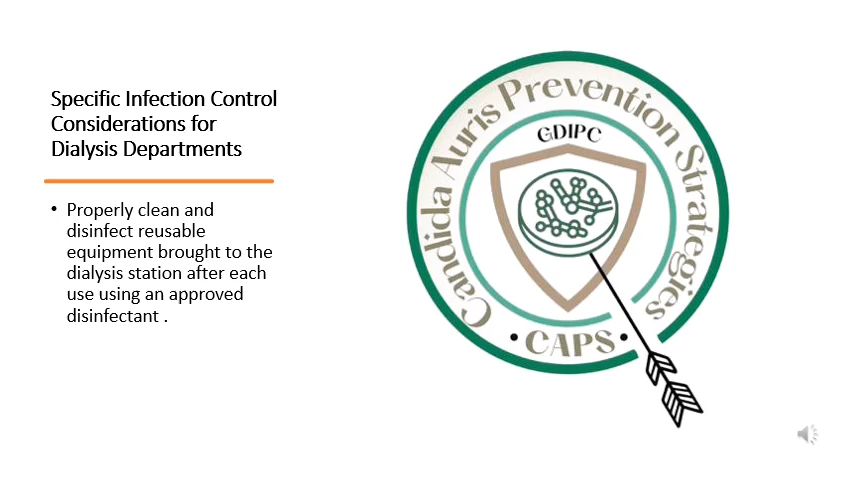 Specific Infection Control
Considerations for
Dialysis Departments
• Properly clean and
disinfect reusable
equipment brought to the
dialysis station after each
use using an approved
disinfectant .
Candida Auris Prevention Strategies
GDIPC
• CAPS •